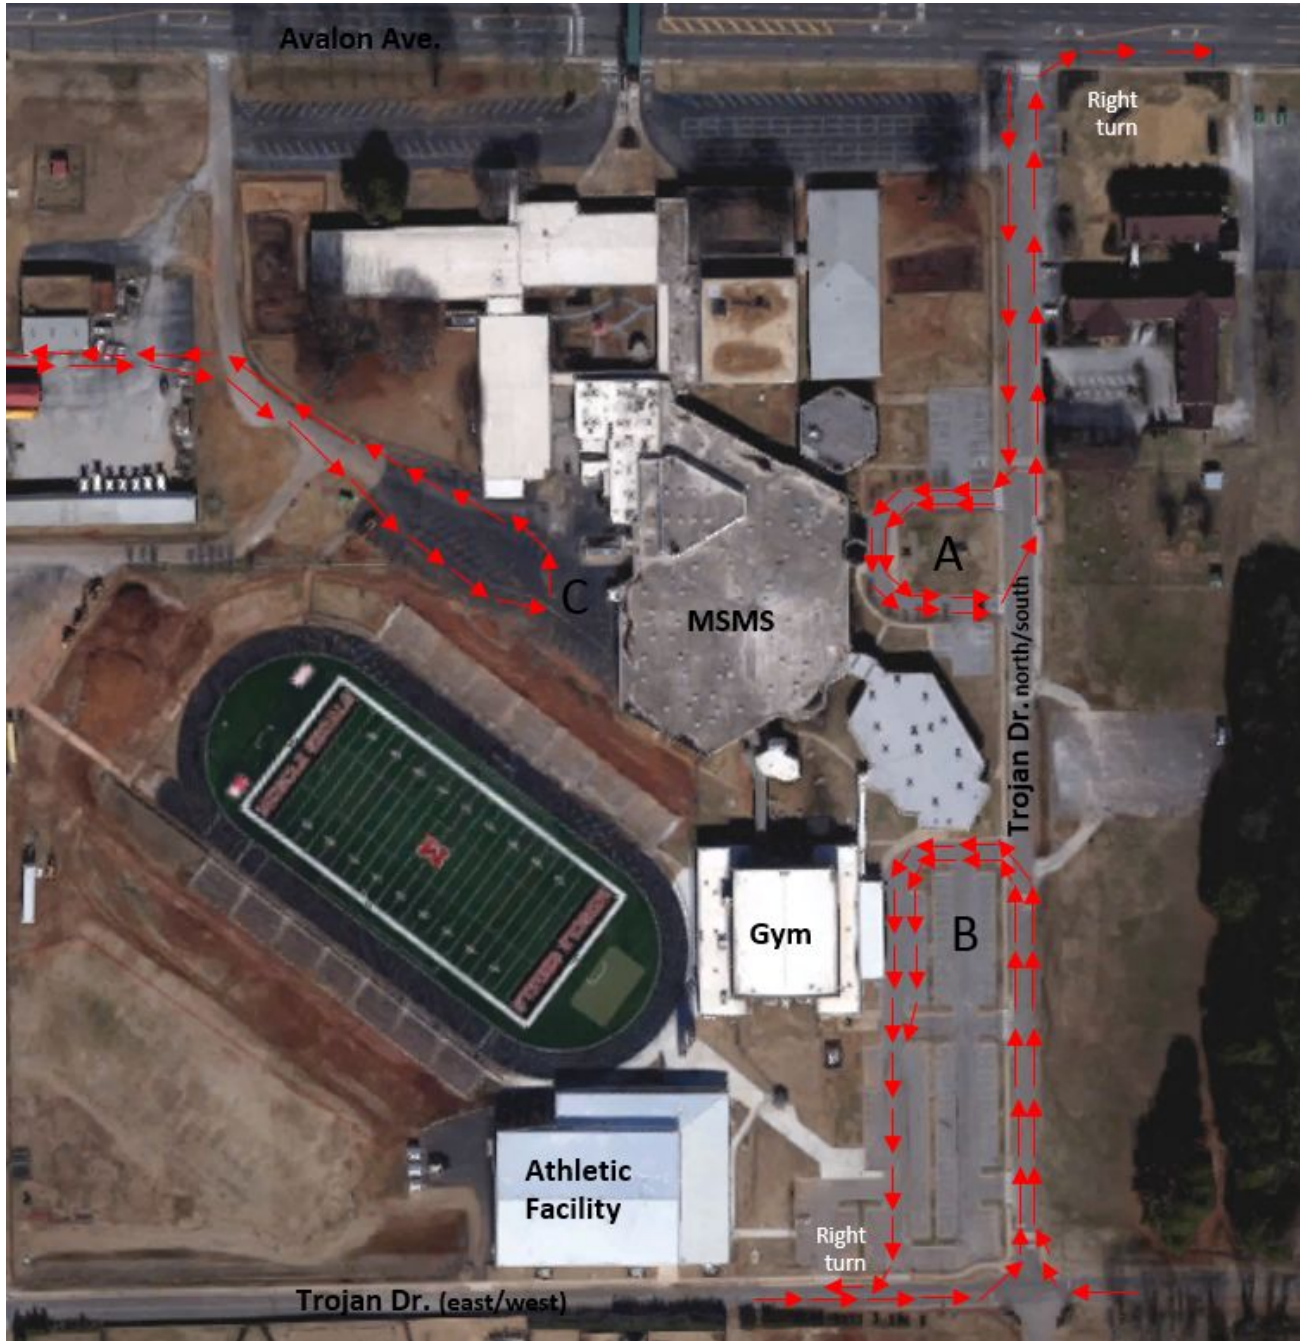 Avalon Ave.
Right
turn
A
C
MSMS
Trojan Dr. north/south
M
Gym
B
Athletic
Facility
Right
turn
Trojan Dr. (east/west)